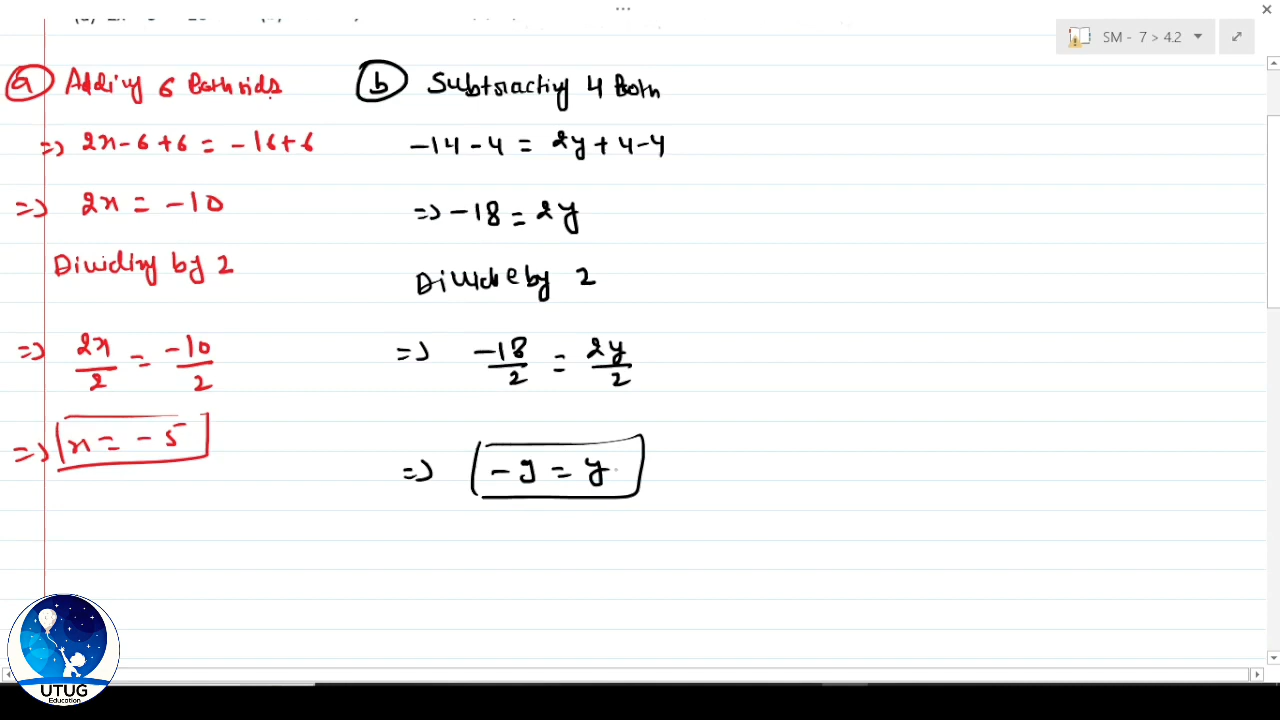 SM - 7 > 4.2
a Adding 6 both sides
=> 2x - 6 + 6 = - 16 + 6
=> 2x = - 10
Dividing by 2
=> 2x/2 = -10/2
=> x = - 5
b Subtracting 4 both
-14 - 4 = 2y + 4 - 4
=> -18 = 2y
Divide by 2
=> -18/2 = 2y/2
=> - 9 = y
UTUG
Education